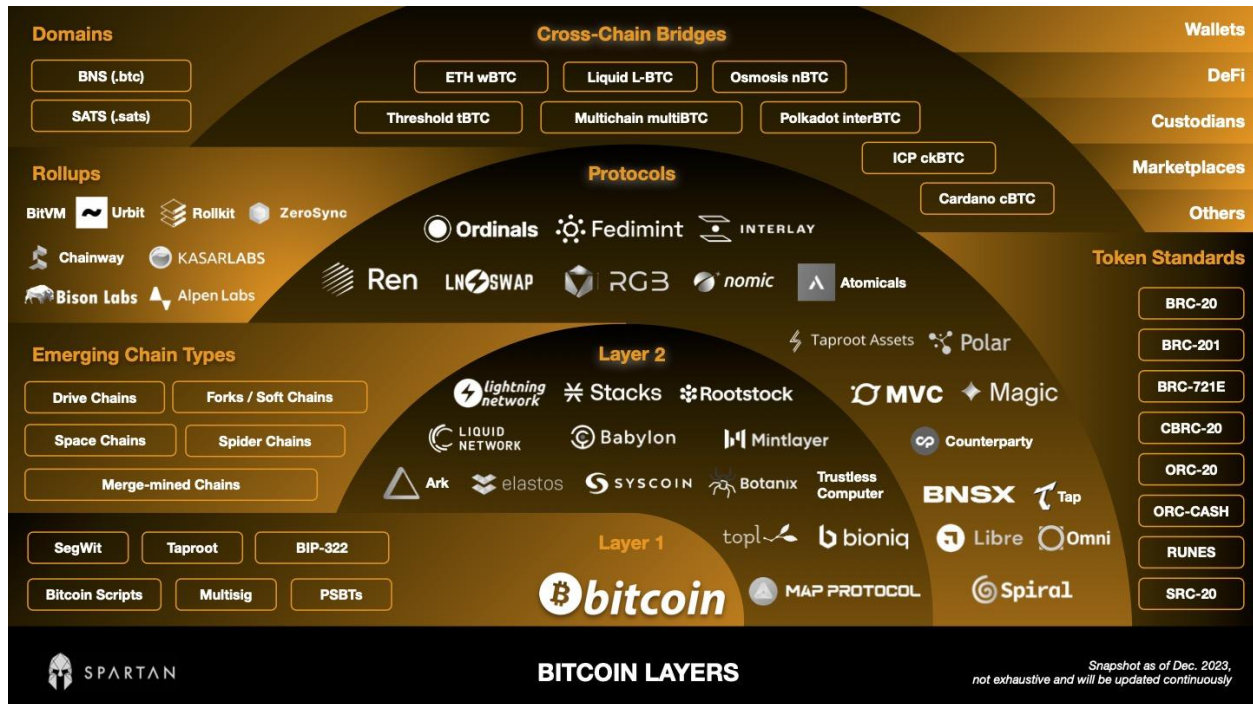 Domains
BNS (.btc)
SATS (.sats)
Cross-Chain Bridges
ETH wBTC
Liquid L-BTC
Osmosis nBTC
Threshold tBTC
Multichain multiBTC
Polkadot interBTC
ICP ckBTC
Cardano cBTC
Wallets
DeFi
Custodians
Marketplaces
Others
Rollups
BitVM
Urbit
Rollkit
ZeroSync
Chainway
KASARLABS
Bison Labs
Alpen Labs
Protocols
Ordinals
Fedimint
INTERLAY
Ren
LN SWAP
RGB
nomic
Atomicals
Taproot Assets
Polar
MVC
Magic
Counterparty
BNSX
Tap
Libre
Omni
Spiral
Token Standards
BRC-20
BRC-201
BRC-721E
CBRC-20
ORC-20
ORC-CASH
RUNES
SRC-20
Emerging Chain Types
Drive Chains
Forks / Soft Chains
Space Chains
Spider Chains
Merge-mined Chains
Layer 2
lightning
network
Stacks
Rootstock
LIQUID
NETWORK
Babylon
Mintlayer
Ark
elastos
SYSCOIN
Botanix
Trustless
Computer
topl
bioniq
MAP PROTOCOL
SegWit
Taproot
BIP-322
Bitcoin Scripts
Multisig
PSBTs
Layer 1
bitcoin
SPARTAN
BITCOIN LAYERS
Snapshot as of Dec. 2023,
not exhaustive and will be updated continuously